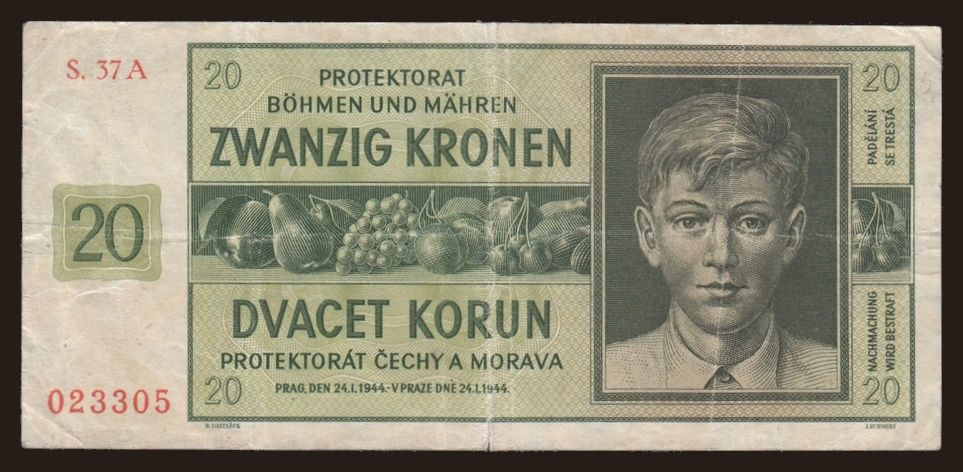 S. 37 A
20
20
PROTEKTORAT
BÖHMEN UND MÄHREN
ZWANZIG KRONEN
PADĚLÁNÍ
SE TRESTÁ
20
DVACET KORUN
PROTEKTORÁT ČECHY A MORAVA
NACHMACHUNG
WIRD BESTRAFT
20
PRAG, DEN 24.I.1944.-V PRAZE DNE 24.I.1944.
20
023305
J.SCHMIDT